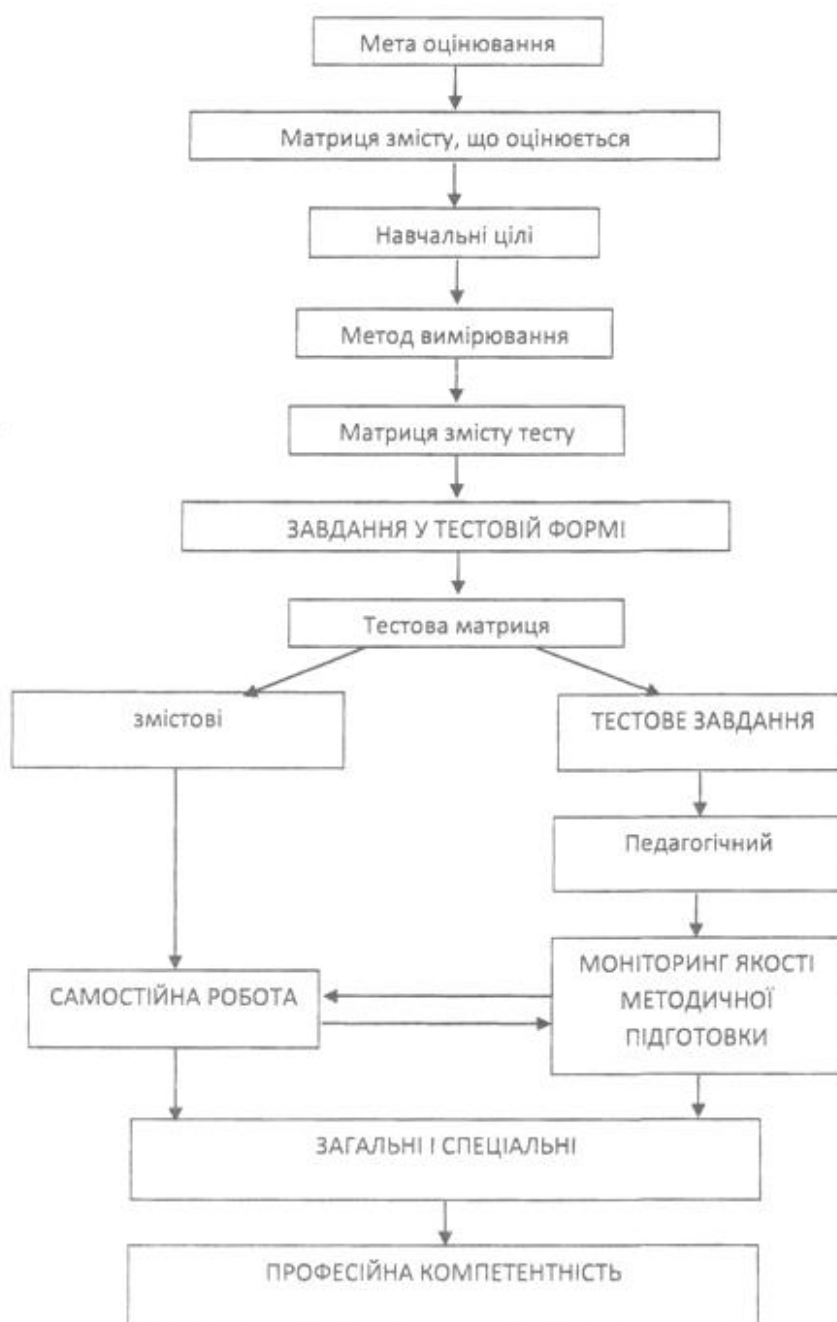 Мета оцінювання
Матриця змісту, що оцінюється
Навчальні цілі
Метод вимірювання
Матриця змісту тесту
ЗАВДАННЯ У ТЕСТОВІЙ ФОРМІ
Тестова матриця
змістові
ТЕСТОВЕ ЗАВДАННЯ
Педагогічний
САМОСТІЙНА РОБОТА
МОНІТОРИНГ ЯКОСТІ
МЕТОДИЧНОЇ
ПІДГОТОВКИ
ЗАГАЛЬНІ І СПЕЦІАЛЬНІ
ПРОФЕСІЙНА КОМПЕТЕНТНІСТЬ